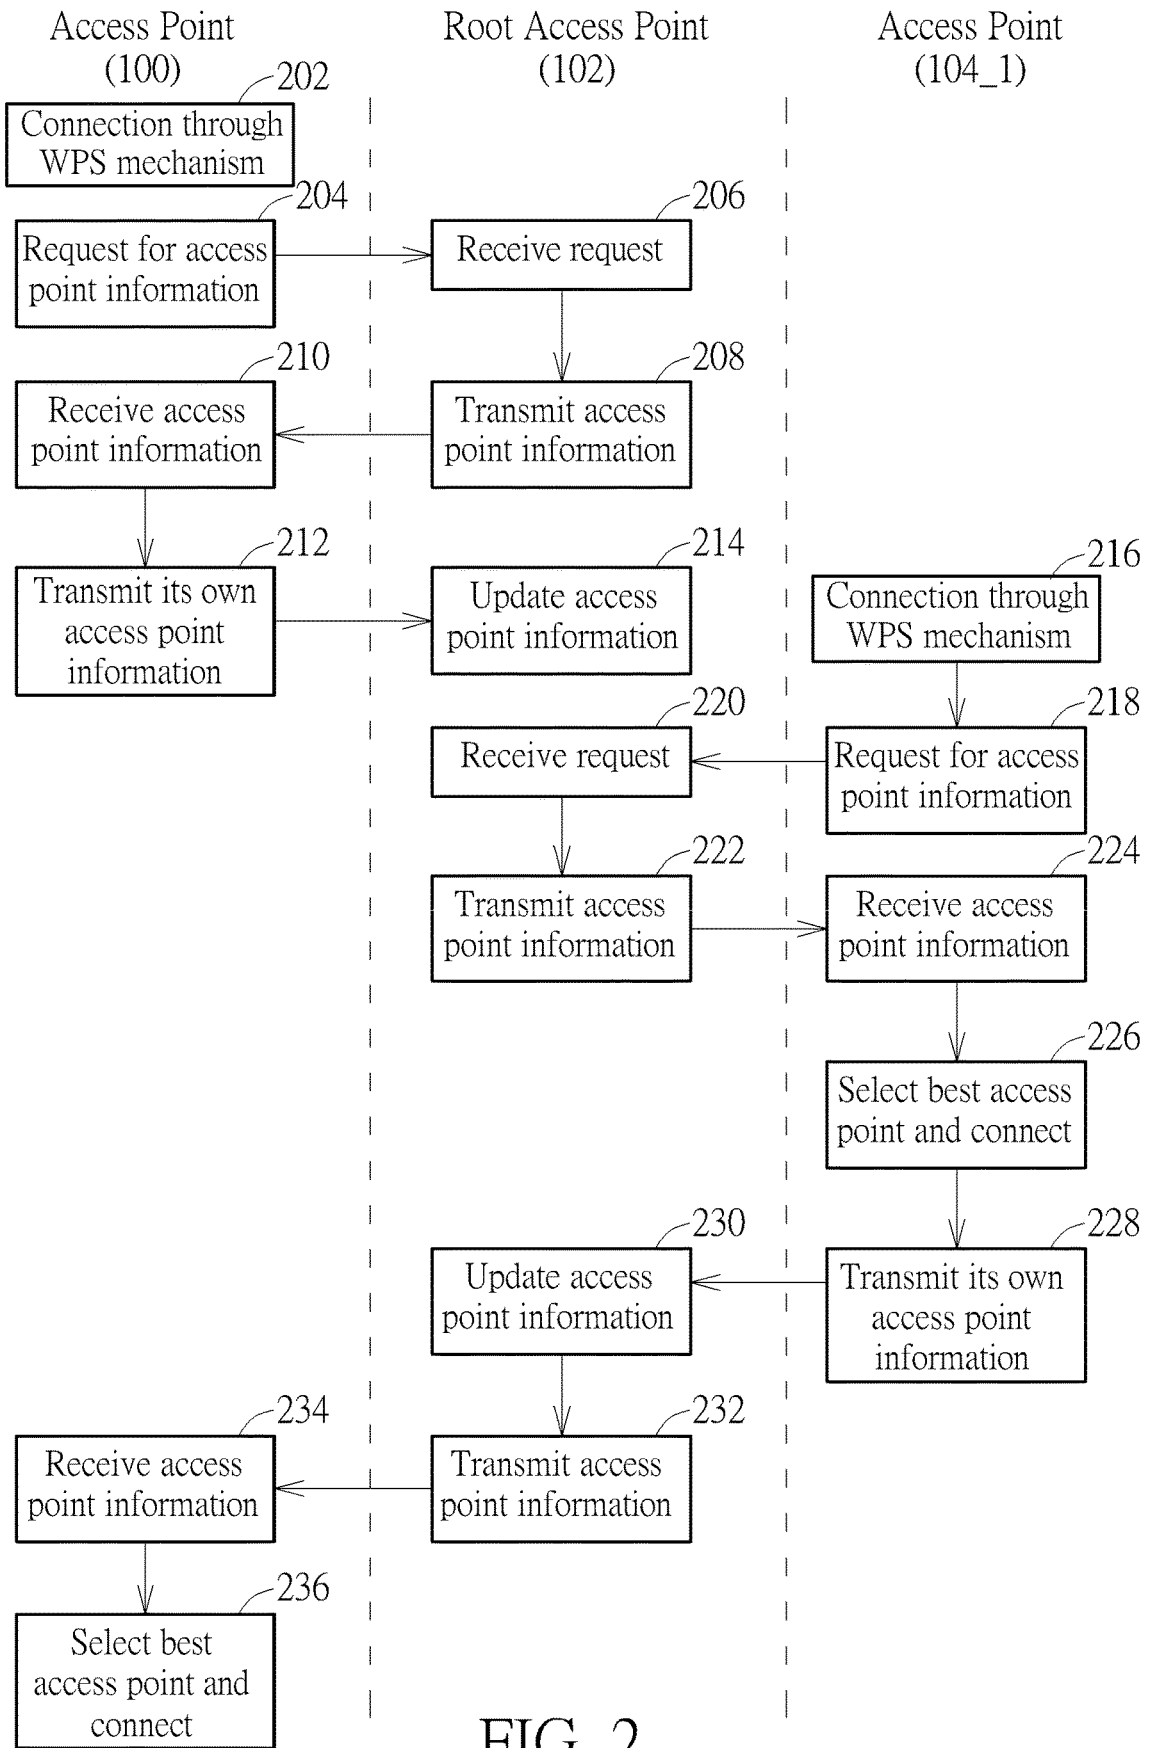 Access Point
(100)
Root Access Point
(102)
Access Point
(104_1)
202
Connection through
WPS mechanism
204
Request for access
point information
206
Receive request
210
Receive access
point information
208
Transmit access
point information
212
Transmit its own
access point
information
214
Update access
point information
216
Connection through
WPS mechanism
220
Receive request
218
Request for access
point information
222
Transmit access
point information
224
Receive access
point information
226
Select best access
point and connect
230
Update access
point information
228
Transmit its own
access point
information
234
Receive access
point information
232
Transmit access
point information
236
Select best
access point and
connect
FIG. 2